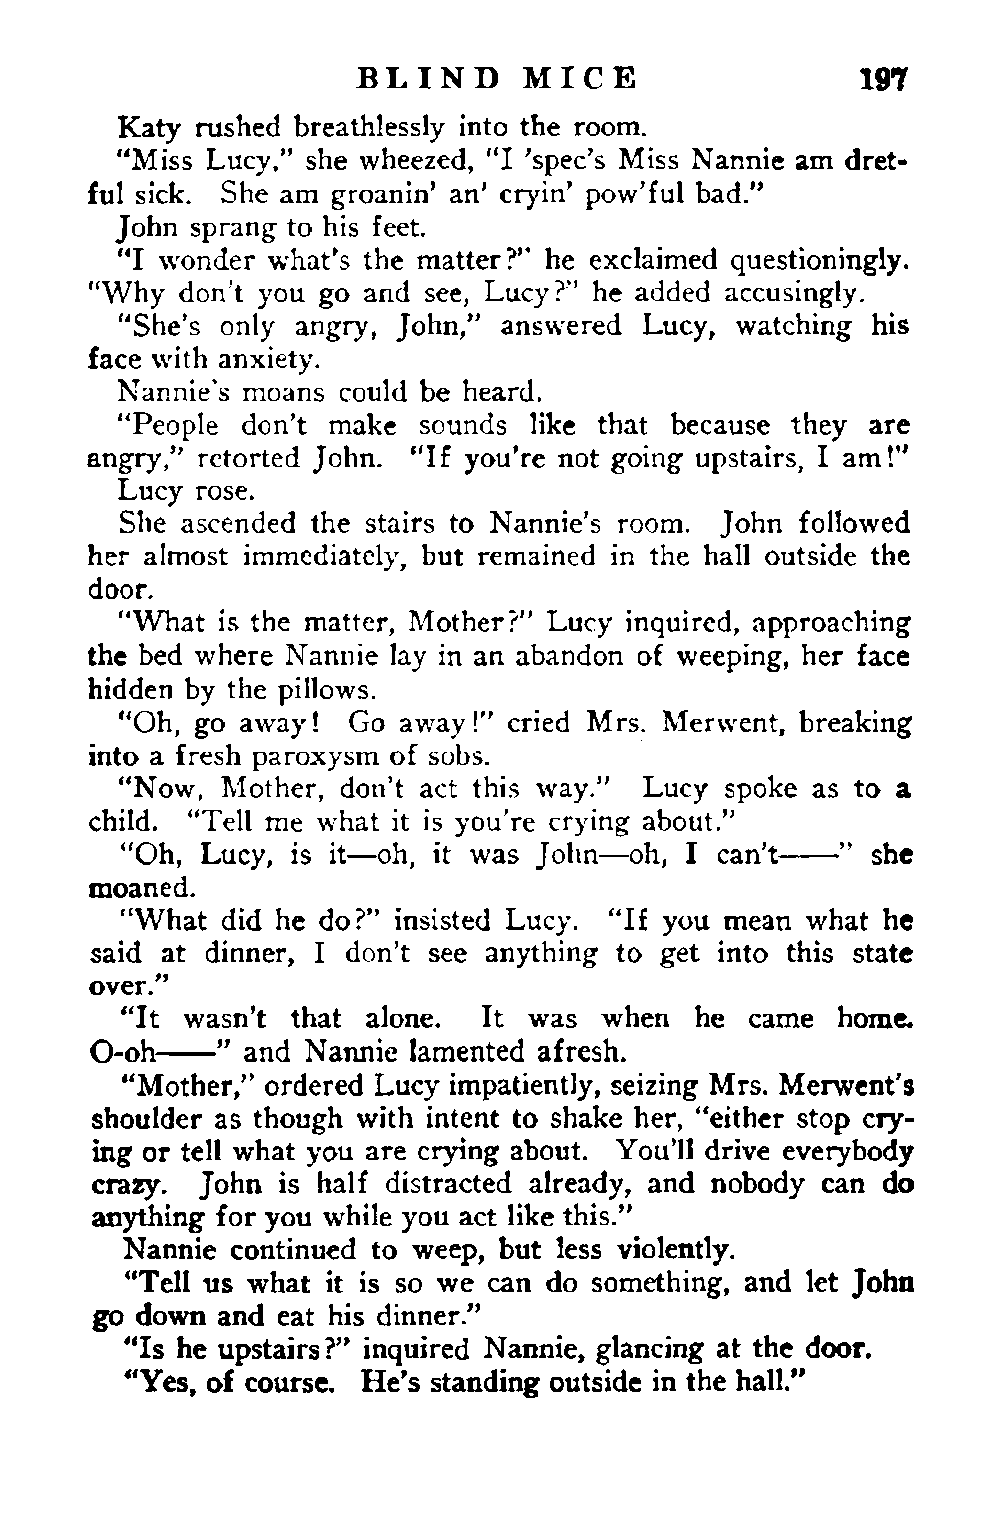 BLIND MICE 197
Katy rushed breathlessly into the room.
“Miss Lucy,” she wheezed, “I ’spec’s Miss Nannie am dret-
ful sick. She am groanin’ an’ cryin’ pow’ful bad.”
John sprang to his feet.
“I wonder what’s the matter?” he exclaimed questioningly.
“Why don’t you go and see, Lucy?” he added accusingly.
“She’s only angry, John,” answered Lucy, watching his
face with anxiety.
Nannie’s moans could be heard.
“People don’t make sounds like that because they are
angry,” retorted John. “If you’re not going upstairs, I am!”
Lucy rose.
She ascended the stairs to Nannie’s room. John followed
her almost immediately, but remained in the hall outside the
door.
“What is the matter, Mother?” Lucy inquired, approaching
the bed where Nannie lay in an abandon of weeping, her face
hidden by the pillows.
“Oh, go away! Go away!” cried Mrs. Merwent, breaking
into a fresh paroxysm of sobs.
“Now, Mother, don’t act this way.” Lucy spoke as to a
child. “Tell me what it is you’re crying about.”
“Oh, Lucy, is it—oh, it was John—oh, I can’t——” she
moaned.
“What did he do?” insisted Lucy. “If you mean what he
said at dinner, I don’t see anything to get into this state
over.”
“It wasn’t that alone. It was when he came home.
O-oh——” and Nannie lamented afresh.
“Mother,” ordered Lucy impatiently, seizing Mrs. Merwent’s
shoulder as though with intent to shake her, “either stop cry-
ing or tell what you are crying about. You’ll drive everybody
crazy. John is half distracted already, and nobody can do
anything for you while you act like this.”
Nannie continued to weep, but less violently.
“Tell us what it is so we can do something, and let John
go down and eat his dinner.”
“Is he upstairs?” inquired Nannie, glancing at the door.
“Yes, of course. He’s standing outside in the hall.”